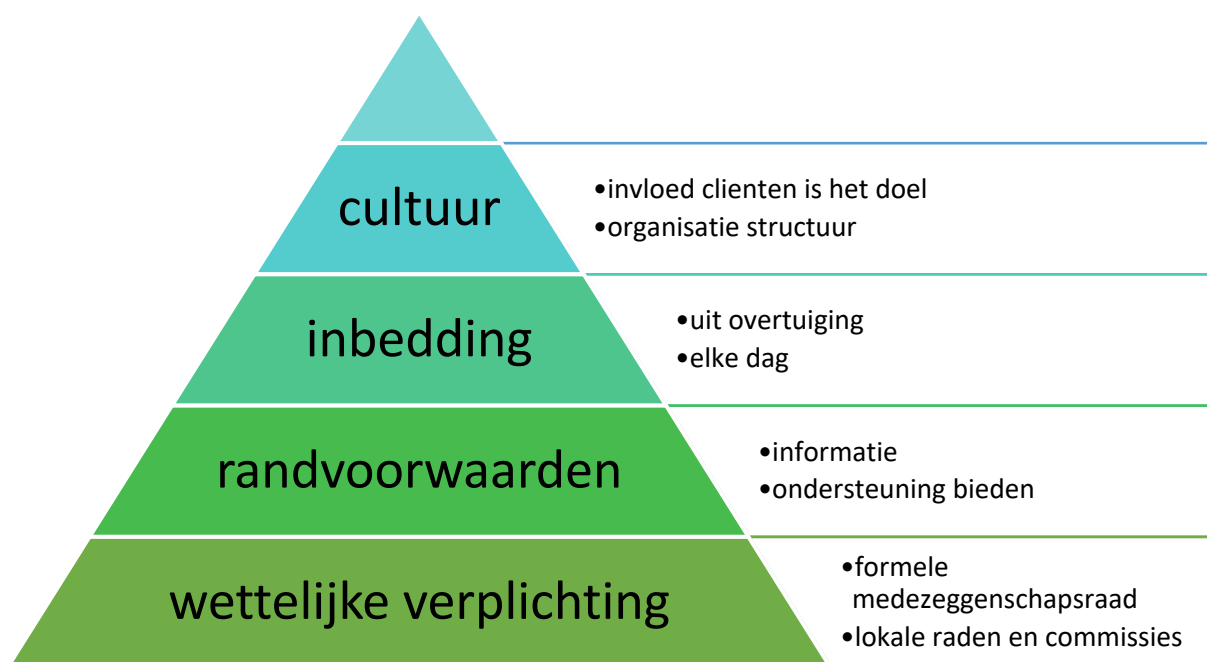 cultuur
•invloed clienten is het doel
•organisatie structuur
inbedding
•uit overtuiging
•elke dag
randvoorwaarden
•informatie
•ondersteuning bieden
wettelijke verplichting
•formele
medezeggenschapsraad
•lokale raden en commissies